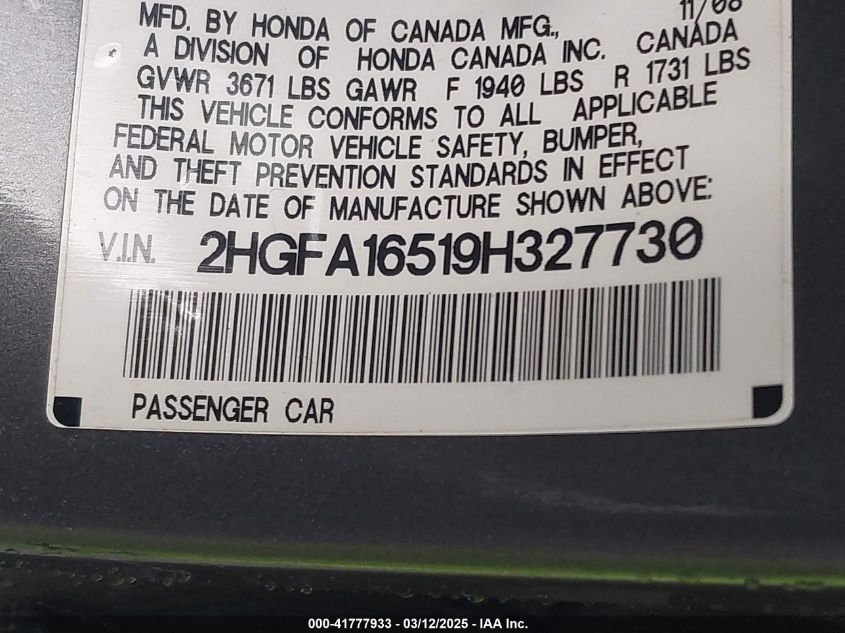 MFD. BY HONDA OF CANADA MFG., 11/08
A DIVISION OF HONDA CANADA INC. CANADA
GVWR 3671 LBS GAWR F 1940 LBS R 1731 LBS
THIS VEHICLE CONFORMS TO ALL APPLICABLE
FEDERAL MOTOR VEHICLE SAFETY, BUMPER,
AND THEFT PREVENTION STANDARDS IN EFFECT
ON THE DATE OF MANUFACTURE SHOWN ABOVE:
V.I.N. 2HGFA16519H327730
PASSENGER CAR
000-41777933 - 03/12/2025 - IAA Inc.